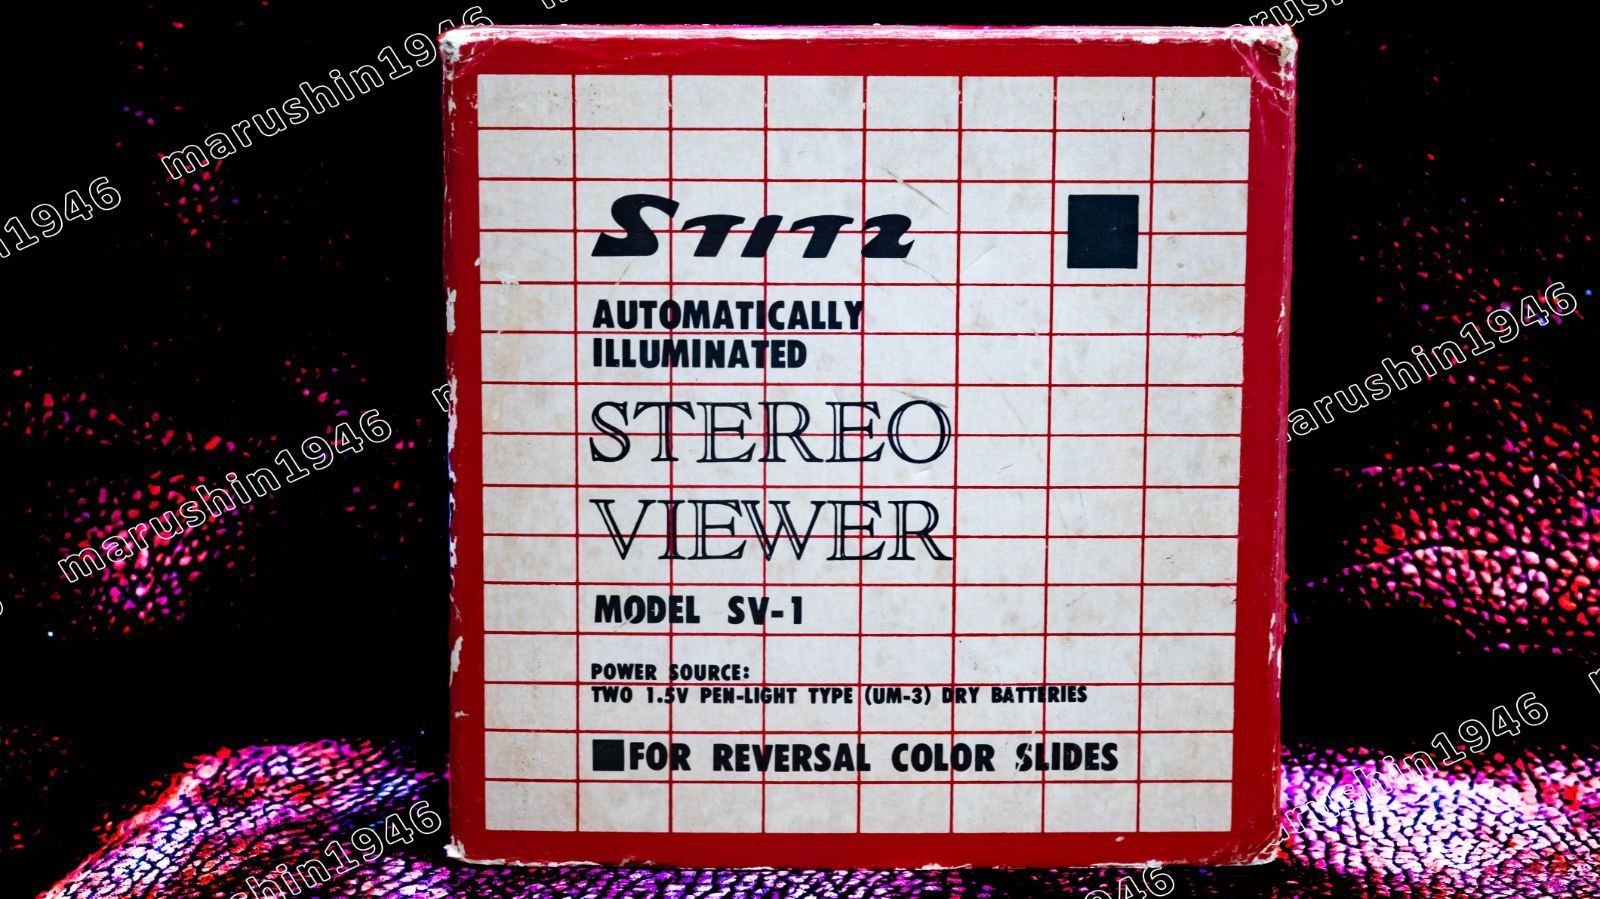 STITZ
AUTOMATICALLY
ILLUMINATED
STEREO
VIEWER
MODEL SV-1
POWER SOURCE:
TWO 1.5V PEN-LIGHT TYPE (UM-3) DRY BATTERIES
FOR REVERSAL COLOR SLIDES
marushin1946
marushin1946
marushin1946
marushin1946
marushin1946
marushin1946
marushin1946